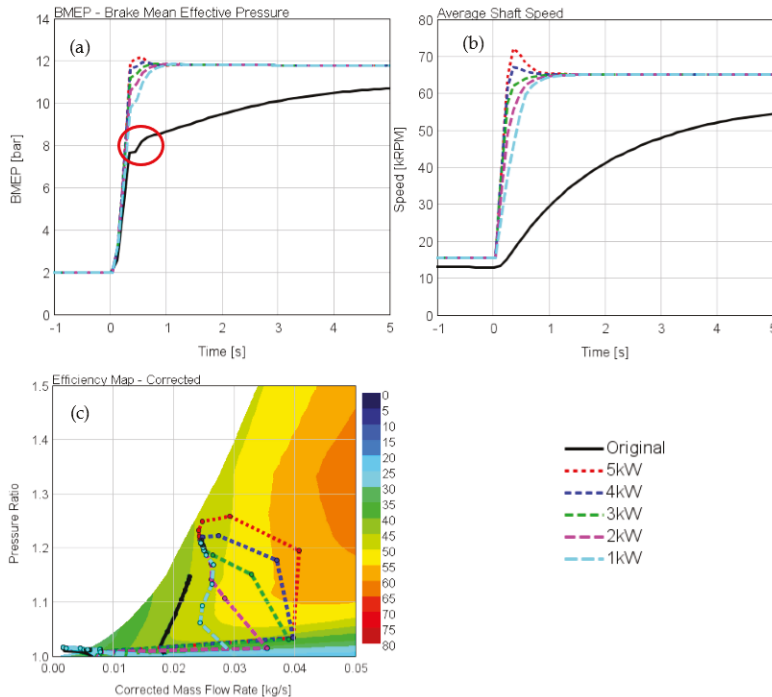 BMEP - Brake Mean Effective Pressure
(a)
14
12
10
8
6
4
2
0
BMEP [bar]
-1 0 1 2 3 4 5
Time [s]
Average Shaft Speed
(b)
80
70
60
50
40
30
20
10
0
Speed [kRPM]
-1 0 1 2 3 4 5
Time [s]
Efficiency Map - Corrected
(c)
1.5
1.4
1.3
1.2
1.1
1.0
Pressure Ratio
0.00 0.01 0.02 0.03 0.04 0.05
Corrected Mass Flow Rate [kg/s]
0
5
10
15
20
25
30
35
40
45
50
55
60
65
70
75
80
Original
5kW
4kW
3kW
2kW
1kW